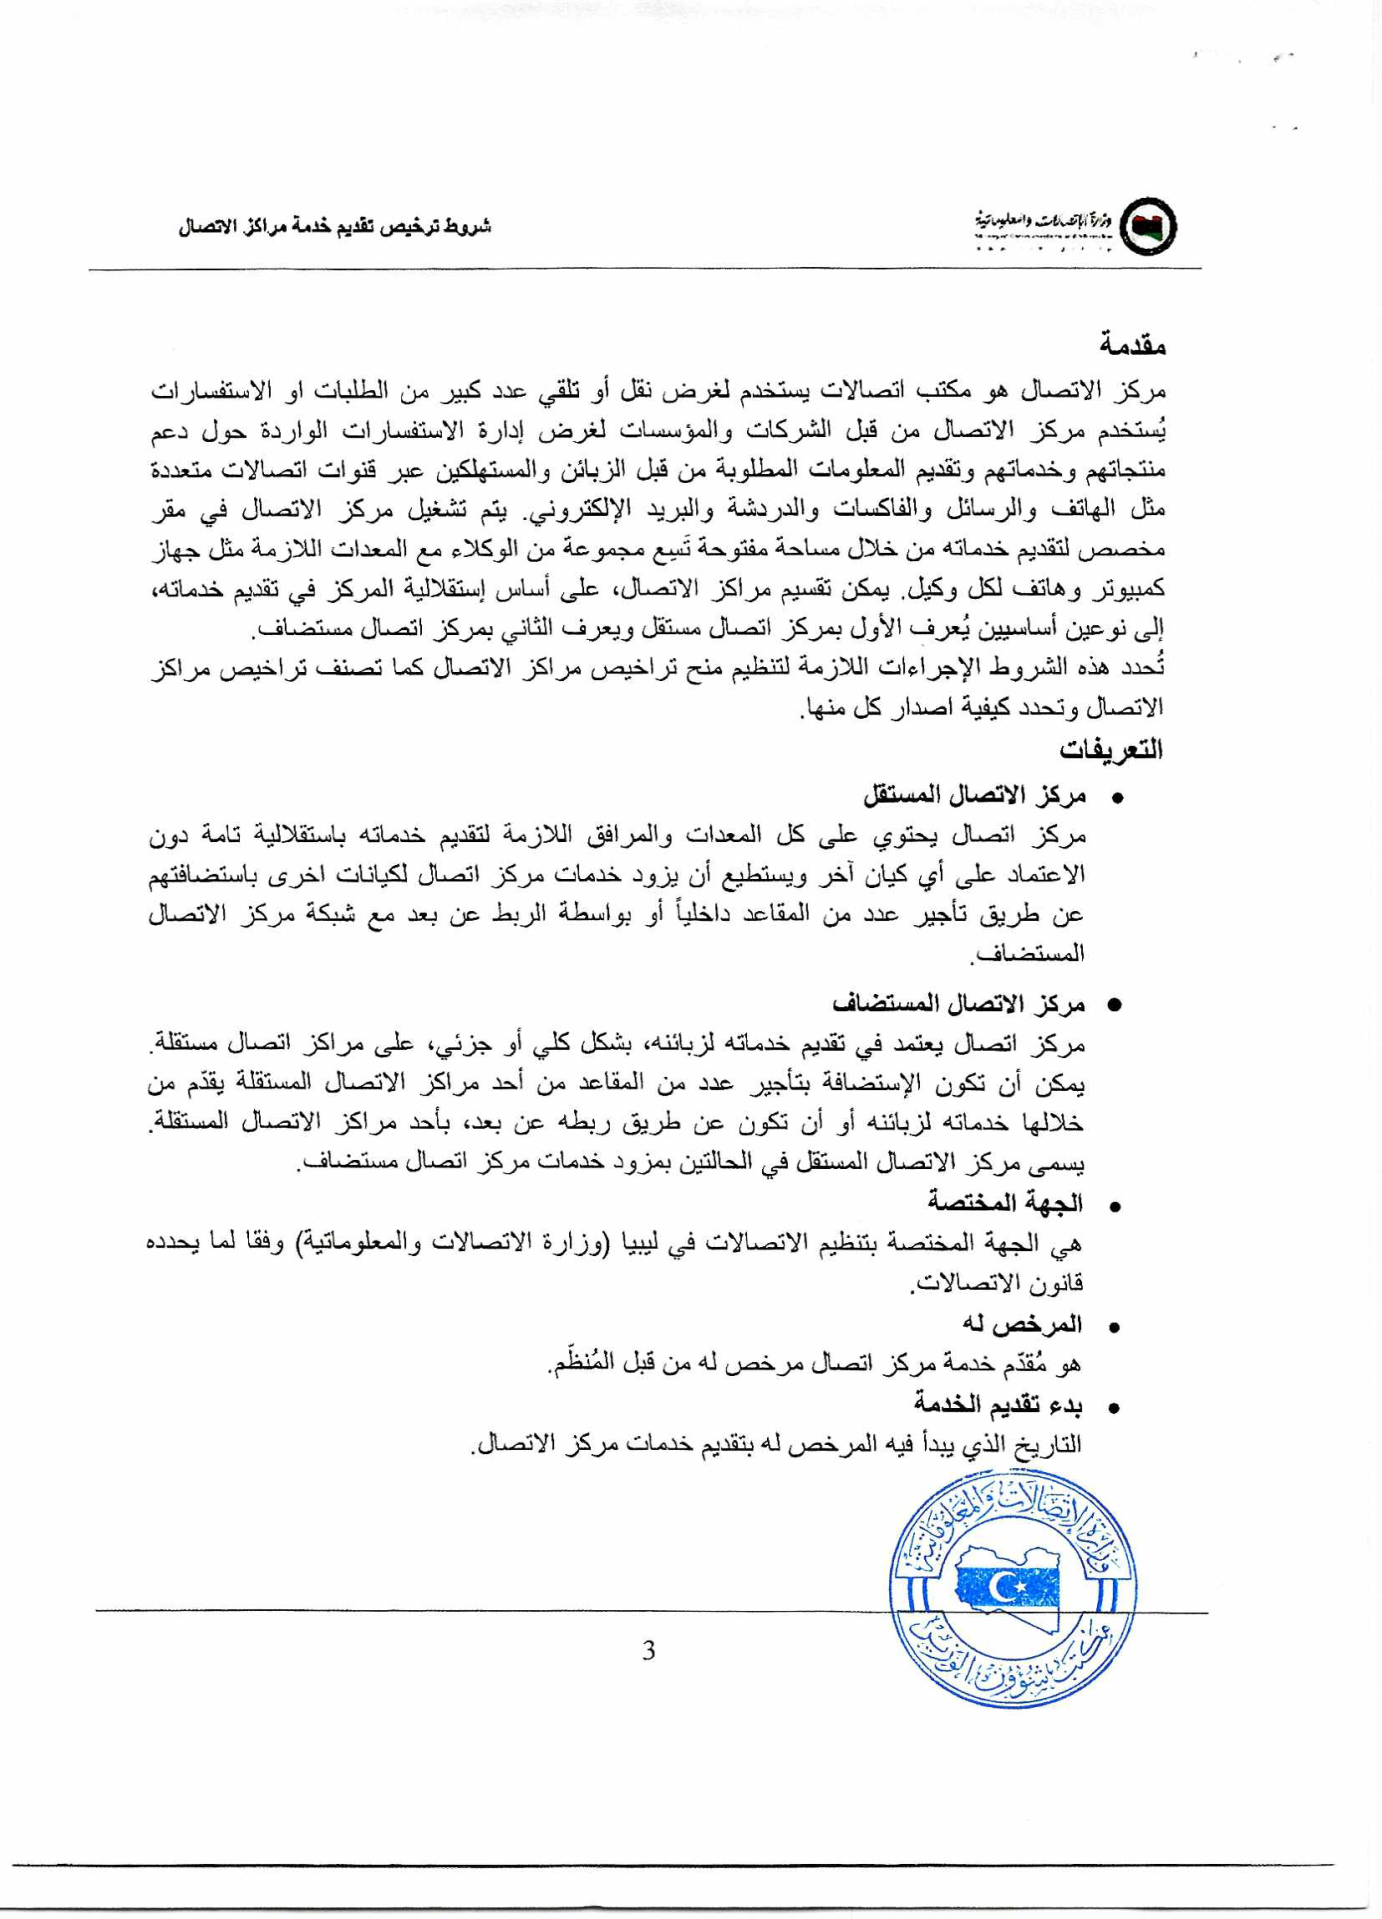 وزارة الاتصالات والمعلوماتية
شروط ترخيص تقديم خدمة مراكز الاتصال
مقدمة
مركز الاتصال هو مكتب اتصالات يستخدم لغرض نقل أو تلقي عدد كبير من الطلبات او الاستفسارات
يُستخدم مركز الاتصال من قبل الشركات والمؤسسات لغرض إدارة الاستفسارات الواردة حول دعم
منتجاتهم وخدماتهم وتقديم المعلومات المطلوبة من قبل الزبائن والمستهلكين عبر قنوات اتصالات متعددة
مثل الهاتف والرسائل والفاكسات والدردشة والبريد الإلكتروني. يتم تشغيل مركز الاتصال في مقر
مخصص لتقديم خدماته من خلال مساحة مفتوحة تَسِع مجموعة من الوكلاء مع المعدات اللازمة مثل جهاز
كمبيوتر وهاتف لكل وكيل. يمكن تقسيم مراكز الاتصال، على أساس إستقلالية المركز في تقديم خدماته،
إلى نوعين أساسيين يُعرف الأول بمركز اتصال مستقل ويعرف الثاني بمركز اتصال مستضاف.
تُحدد هذه الشروط الإجراءات اللازمة لتنظيم منح تراخيص مراكز الاتصال كما تصنف تراخيص مراكز
الاتصال وتحدد كيفية اصدار كل منها.
التعريفات
• مركز الاتصال المستقل
مركز اتصال يحتوي على كل المعدات والمرافق اللازمة لتقديم خدماته باستقلالية تامة دون
الاعتماد على أي كيان آخر ويستطيع أن يزود خدمات مركز اتصال لكيانات اخرى باستضافتهم
عن طريق تأجير عدد من المقاعد داخلياً أو بواسطة الربط عن بعد مع شبكة مركز الاتصال
المستضاف.
• مركز الاتصال المستضاف
مركز اتصال يعتمد في تقديم خدماته لزبائنه، بشكل كلي أو جزئي، على مراكز اتصال مستقلة.
يمكن أن تكون الإستضافة بتأجير عدد من المقاعد من أحد مراكز الاتصال المستقلة يقدّم من
خلالها خدماته لزبائنه أو أن تكون عن طريق ربطه عن بعد، بأحد مراكز الاتصال المستقلة.
يسمى مركز الاتصال المستقل في الحالتين بمزود خدمات مركز اتصال مستضاف.
• الجهة المختصة
هي الجهة المختصة بتنظيم الاتصالات في ليبيا (وزارة الاتصالات والمعلوماتية) وفقا لما يحدده
قانون الاتصالات.
• المرخص له
هو مُقدّم خدمة مركز اتصال مرخص له من قبل المُنظّم.
• بدء تقديم الخدمة
التاريخ الذي يبدأ فيه المرخص له بتقديم خدمات مركز الاتصال.
وزارة الإتصالات والمعلوماتية
مكتب شؤون الوزير
3